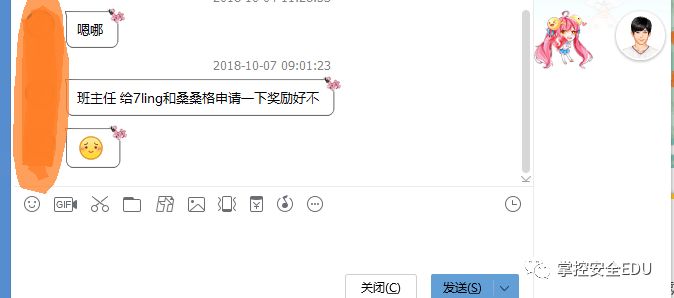 嗯哪
2018-10-07 09:01:23
班主任 给7ling和桑桑格申请一下奖励好不
GIF
关闭(C)
发送(S)
掌控安全EDU